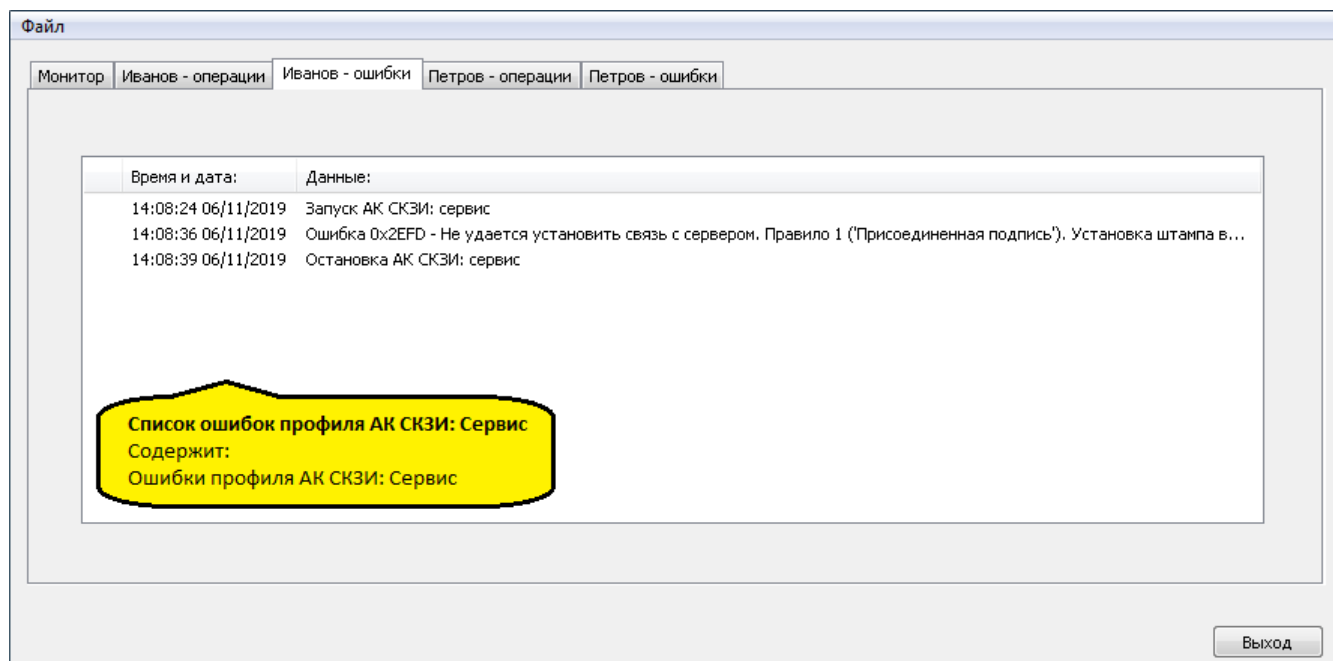 Файл
Монитор Иванов - операции Иванов - ошибки Петров - операции Петров - ошибки
Время и дата: Данные:
14:08:24 06/11/2019 Запуск АК СКЗИ: сервис
14:08:36 06/11/2019 Ошибка 0x2EFD - Не удается установить связь с сервером. Правило 1 ('Присоединенная подпись'). Установка штампа в...
14:08:39 06/11/2019 Остановка АК СКЗИ: сервис
Список ошибок профиля АК СКЗИ: Сервис
Содержит:
Ошибки профиля АК СКЗИ: Сервис
Выход